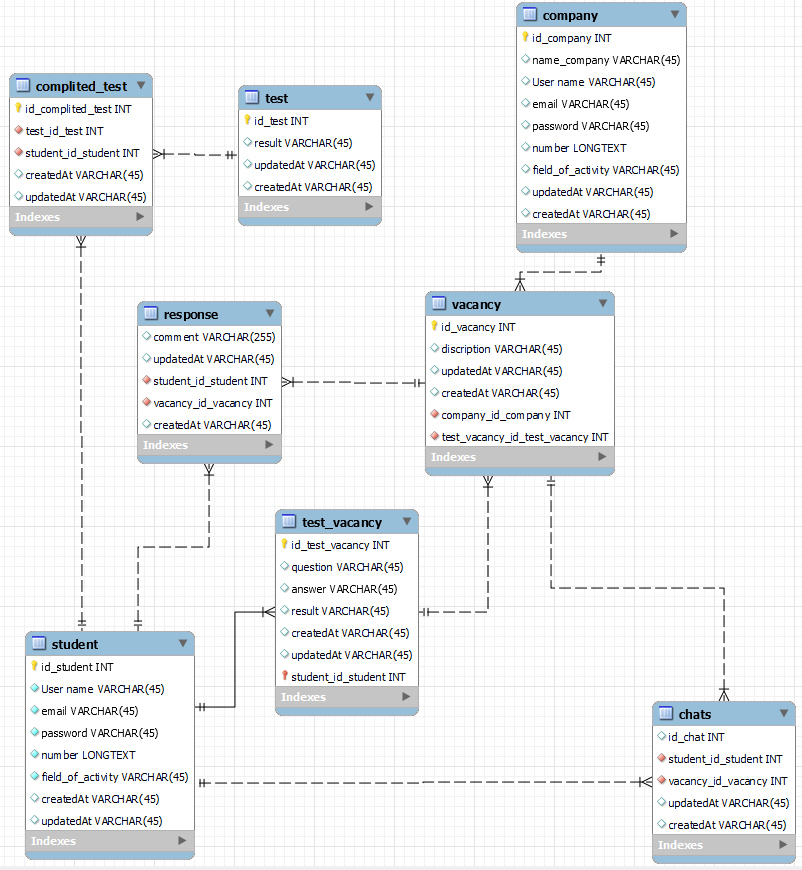 company
id_company INT
name_company VARCHAR(45)
User name VARCHAR(45)
email VARCHAR(45)
password VARCHAR(45)
number LONGTEXT
field_of_activity VARCHAR(45)
updatedAt VARCHAR(45)
createdAt VARCHAR(45)
Indexes
complited_test
id_complited_test INT
test_id_test INT
student_id_student INT
createdAt VARCHAR(45)
updatedAt VARCHAR(45)
Indexes
test
id_test INT
result VARCHAR(45)
updatedAt VARCHAR(45)
createdAt VARCHAR(45)
Indexes
response
comment VARCHAR(255)
updatedAt VARCHAR(45)
student_id_student INT
vacancy_id_vacancy INT
createdAt VARCHAR(45)
Indexes
vacancy
id_vacancy INT
discription VARCHAR(45)
updatedAt VARCHAR(45)
createdAt VARCHAR(45)
company_id_company INT
test_vacancy_id_test_vacancy INT
Indexes
test_vacancy
id_test_vacancy INT
question VARCHAR(45)
answer VARCHAR(45)
result VARCHAR(45)
createdAt VARCHAR(45)
updatedAt VARCHAR(45)
student_id_student INT
Indexes
student
id_student INT
User name VARCHAR(45)
email VARCHAR(45)
password VARCHAR(45)
number LONGTEXT
field_of_activity VARCHAR(45)
createdAt VARCHAR(45)
updatedAt VARCHAR(45)
Indexes
chats
id_chat INT
student_id_student INT
vacancy_id_vacancy INT
updatedAt VARCHAR(45)
createdAt VARCHAR(45)
Indexes